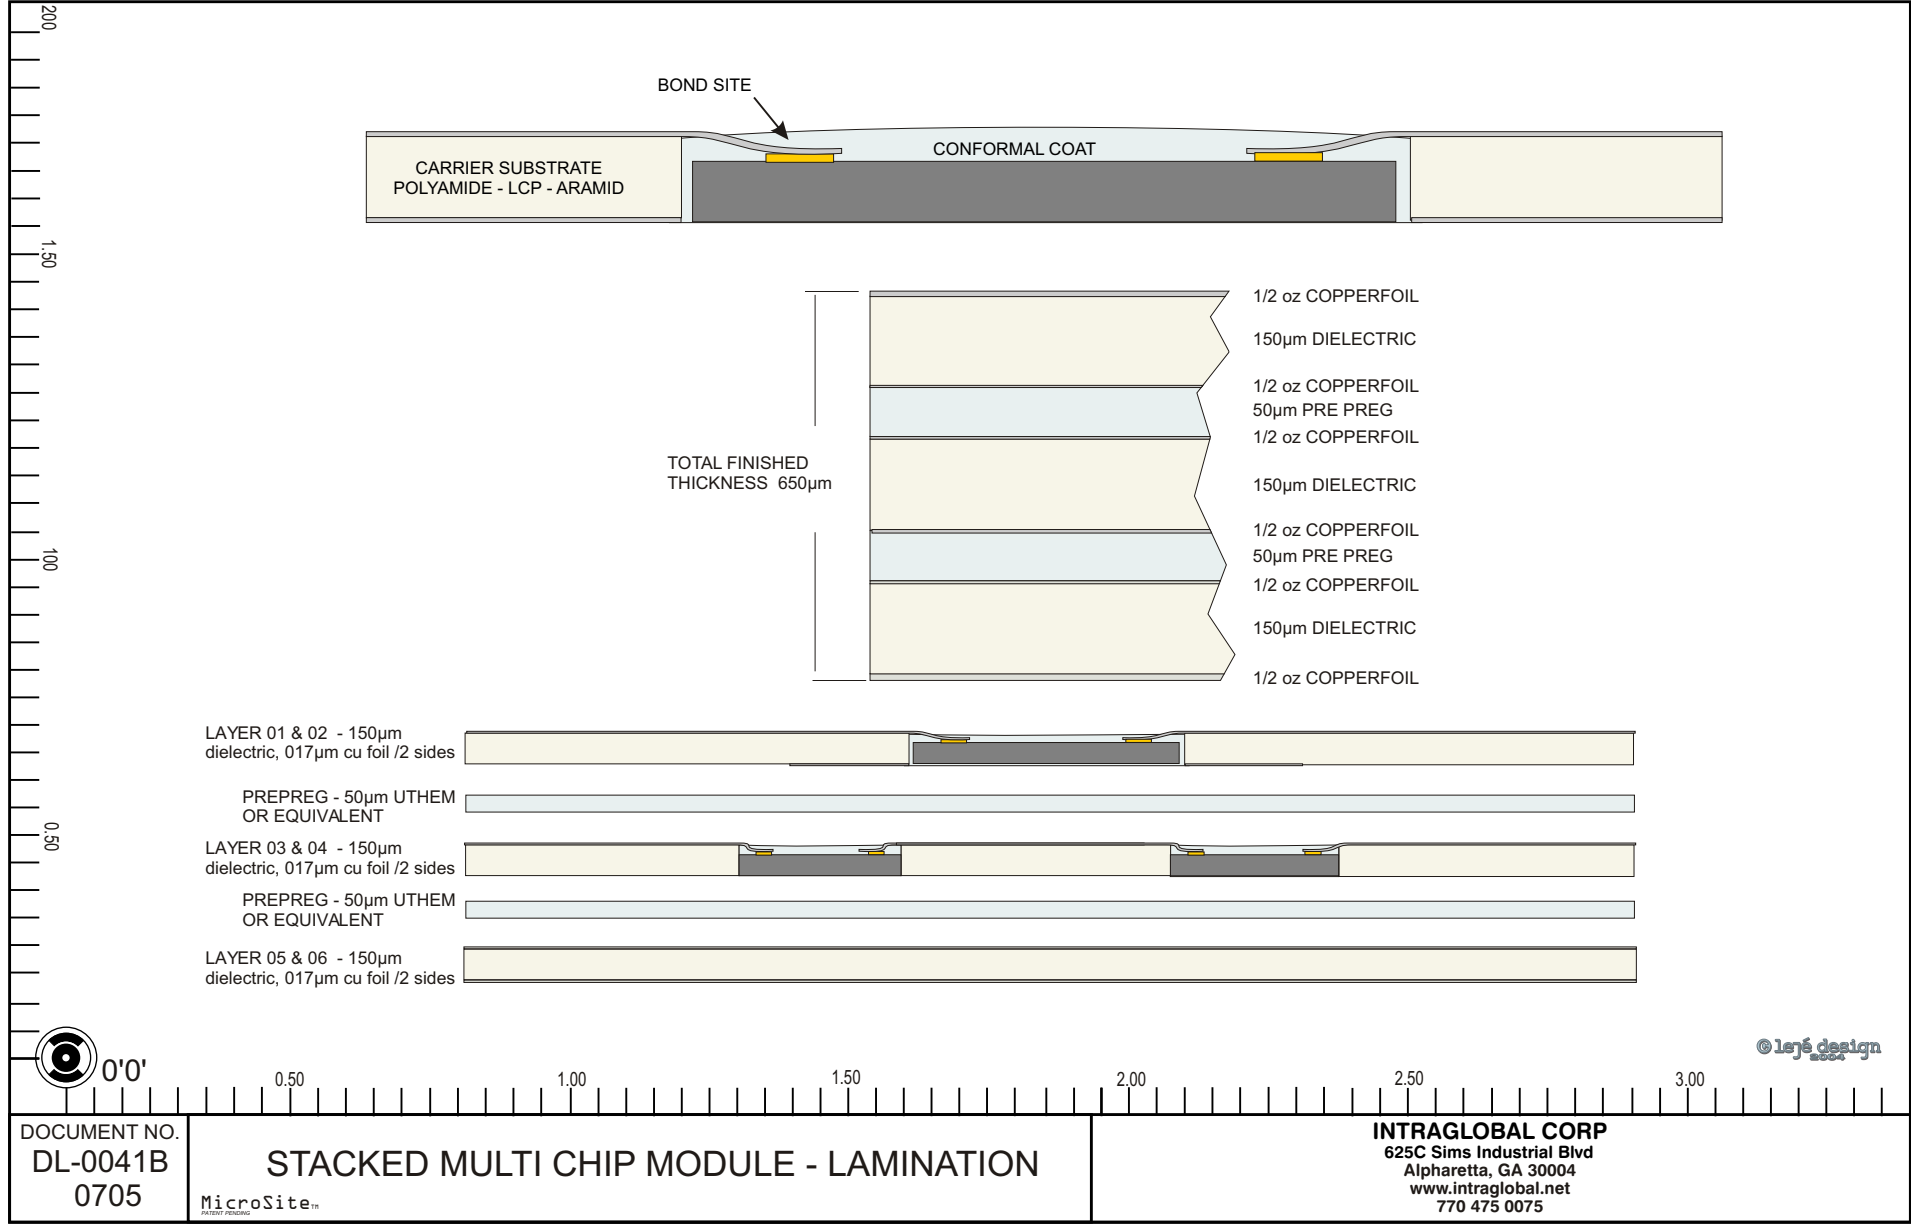 200
BOND SITE
CONFORMAL COAT
CARRIER SUBSTRATE
POLYAMIDE - LCP - ARAMID
1.50
1/2 oz COPPERFOIL
150µm DIELECTRIC
1/2 oz COPPERFOIL
50µm PRE PREG
1/2 oz COPPERFOIL
TOTAL FINISHED
THICKNESS 650µm
150µm DIELECTRIC
1/2 oz COPPERFOIL
50µm PRE PREG
1/2 oz COPPERFOIL
150µm DIELECTRIC
1/2 oz COPPERFOIL
100
LAYER 01 & 02 - 150µm
dielectric, 017µm cu foil /2 sides
PREPREG - 50µm UTHEM
OR EQUIVALENT
0.50
LAYER 03 & 04 - 150µm
dielectric, 017µm cu foil /2 sides
PREPREG - 50µm UTHEM
OR EQUIVALENT
LAYER 05 & 06 - 150µm
dielectric, 017µm cu foil /2 sides
© lejé design
2004
0'0'
0.50 1.00 1.50 2.00 2.50 3.00
DOCUMENT NO.
DL-0041B
0705
STACKED MULTI CHIP MODULE - LAMINATION
MicroSite™
PATENT PENDING
INTRAGLOBAL CORP
625C Sims Industrial Blvd
Alpharetta, GA 30004
www.intraglobal.net
770 475 0075